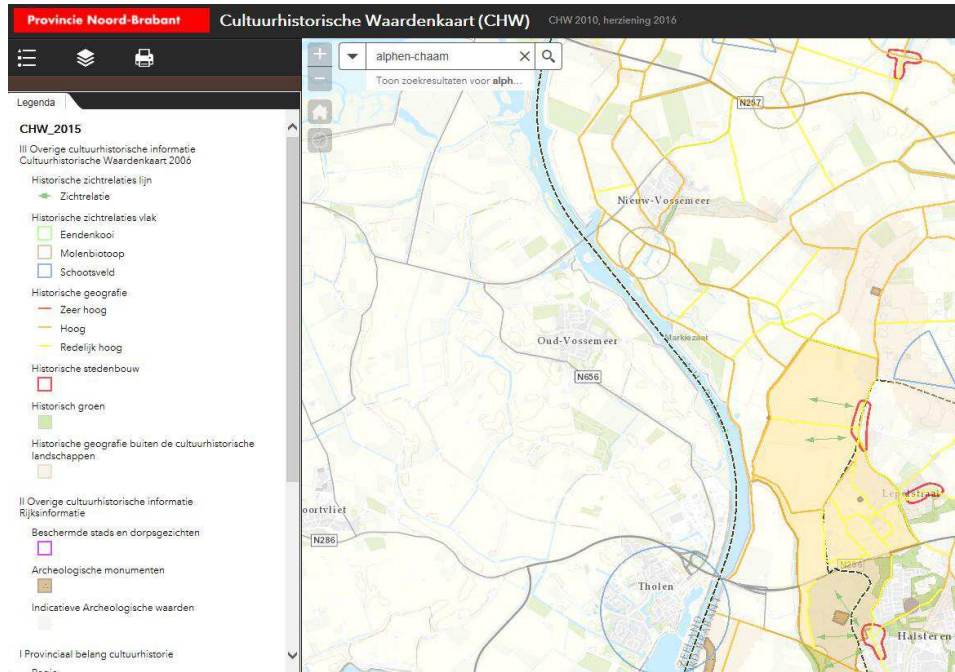 Provincie Noord-Brabant
Cultuurhistorische Waardenkaart (CHW)
CHW 2010, herziening 2016
alphen-chaam
Toon zoekresultaten voor alph...
Legenda
CHW_2015
III Overige cultuurhistorische informatie
Cultuurhistorische Waardenkaart 2006
Historische zichtrelaties lijn
Zichtrelatie
Historische zichtrelaties vlak
Eendenkooi
Molenbiotoop
Schootsveld
Historische geografie
Zeer hoog
Hoog
Redelijk hoog
Historische stedenbouw
Historisch groen
Historische geografie buiten de cultuurhistorische
landschappen
II Overige cultuurhistorische informatie
Rijksinformatie
Beschermde stads en dorpsgezichten
Archeologische monumenten
Indicatieve Archeologische waarden
I Provinciaal belang cultuurhistorie
Regio
N257
Nieuw-Vossemeer
Oud-Vossemeer
Markiezaat
N656
Lepelstraat
oortvliet
N286
N286
Tholen
Halsteren
ZEELAND